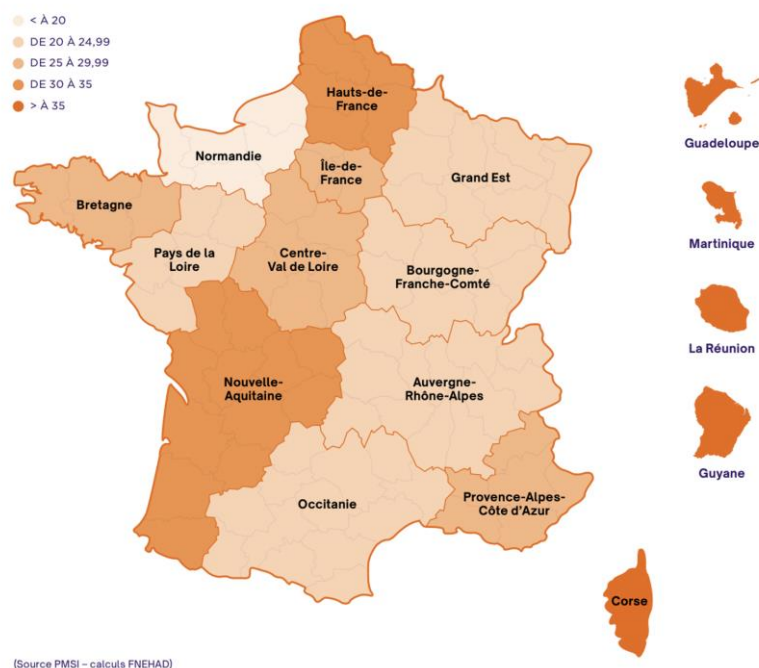 < À 20
DE 20 À 24,99
DE 25 À 29,99
DE 30 À 35
> À 35
Hauts-de-
France
Normandie
Île-de-
France
Grand Est
Bretagne
Pays de la
Loire
Centre-
Val de Loire
Bourgogne-
Franche-Comté
Nouvelle-
Aquitaine
Auvergne-
Rhône-Alpes
Occitanie
Provence-Alpes-
Côte d'Azur
Corse
Guadeloupe
Martinique
La Réunion
Guyane
(Source PMSI – calculs FNEHAD)